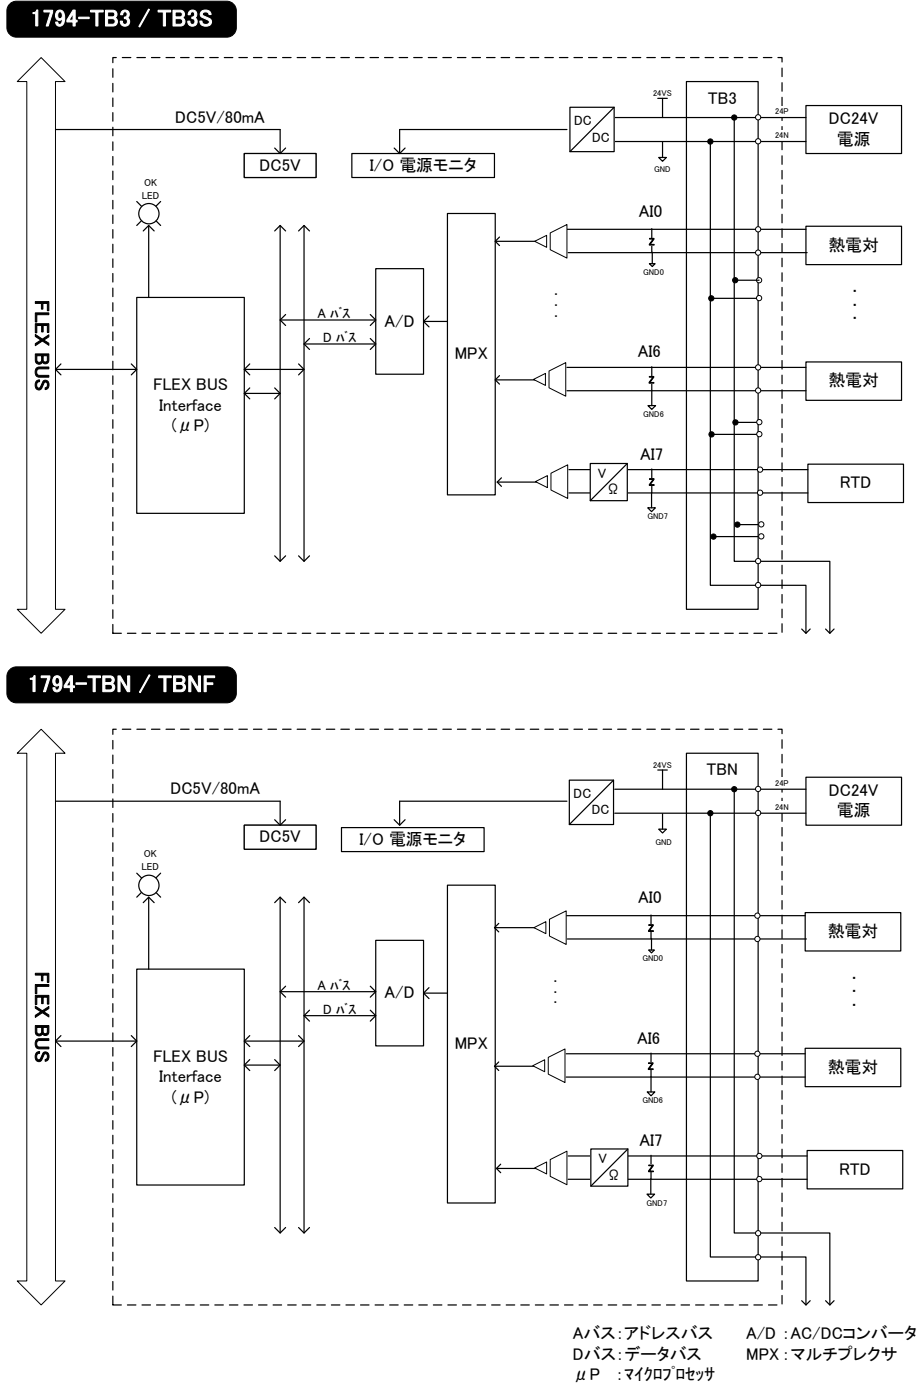 1794-TB3 / TB3S
DC5V/80mA
DC5V
OK
LED
I/O 電源モニタ
DC
DC
24VS
GND
TB3
24P
24N
DC24V
電源
FLEX BUS
FLEX BUS
Interface
(μP)
A バス
D バス
A/D
MPX
AI0
GND0
熱電対
AI6
GND6
熱電対
AI7
V
Ω
GND7
RTD
1794-TBN / TBNF
DC5V/80mA
DC5V
OK
LED
I/O 電源モニタ
DC
DC
24VS
GND
TBN
24P
24N
DC24V
電源
FLEX BUS
FLEX BUS
Interface
(μP)
A バス
D バス
A/D
MPX
AI0
GND0
熱電対
AI6
GND6
熱電対
AI7
V
Ω
GND7
RTD
Aバス:アドレスバス A/D :AC/DCコンバータ
Dバス:データバス MPX:マルチプレクサ
μP :マイクロプロセッサ